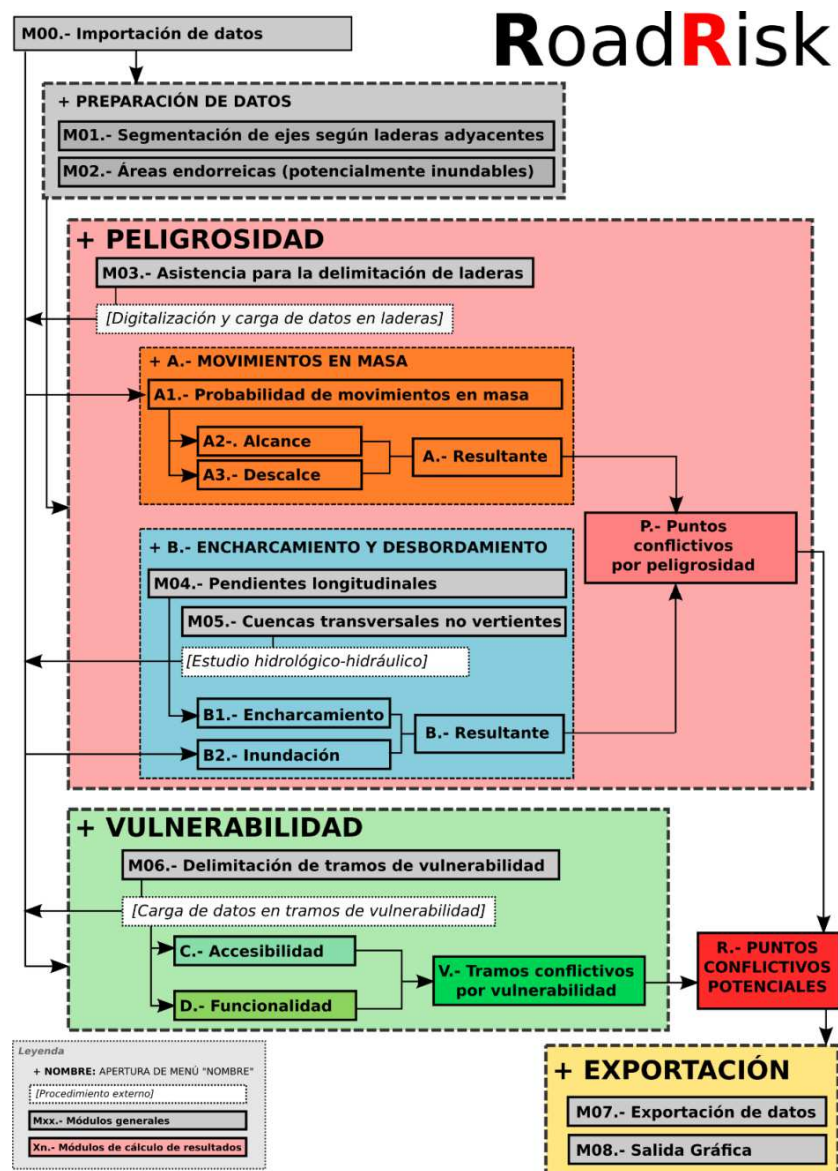 M00.- Importación de datos
RoadRisk
+ PREPARACIÓN DE DATOS
M01.- Segmentación de ejes según laderas adyacentes
M02.- Áreas endorreicas (potencialmente inundables)
+ PELIGROSIDAD
M03.- Asistencia para la delimitación de laderas
[Digitalización y carga de datos en laderas]
+ A.- MOVIMIENTOS EN MASA
A1.- Probabilidad de movimientos en masa
A2-. Alcance
A3.- Descalce
A.- Resultante
P.- Puntos
conflictivos
por peligrosidad
+ B.- ENCHARCAMIENTO Y DESBORDAMIENTO
M04.- Pendientes longitudinales
M05.- Cuencas transversales no vertientes
[Estudio hidrológico-hidráulico]
B1.- Encharcamiento
B2.- Inundación
B.- Resultante
+ VULNERABILIDAD
M06.- Delimitación de tramos de vulnerabilidad
[Carga de datos en tramos de vulnerabilidad]
C.- Accesibilidad
D.- Funcionalidad
V.- Tramos conflictivos
por vulnerabilidad
R.- PUNTOS
CONFLICTIVOS
POTENCIALES
Leyenda
+ NOMBRE: APERTURA DE MENÚ "NOMBRE"
[Procedimiento externo]
Mxx.- Módulos generales
Xn.- Módulos de cálculo de resultados
+ EXPORTACIÓN
M07.- Exportación de datos
M08.- Salida Gráfica